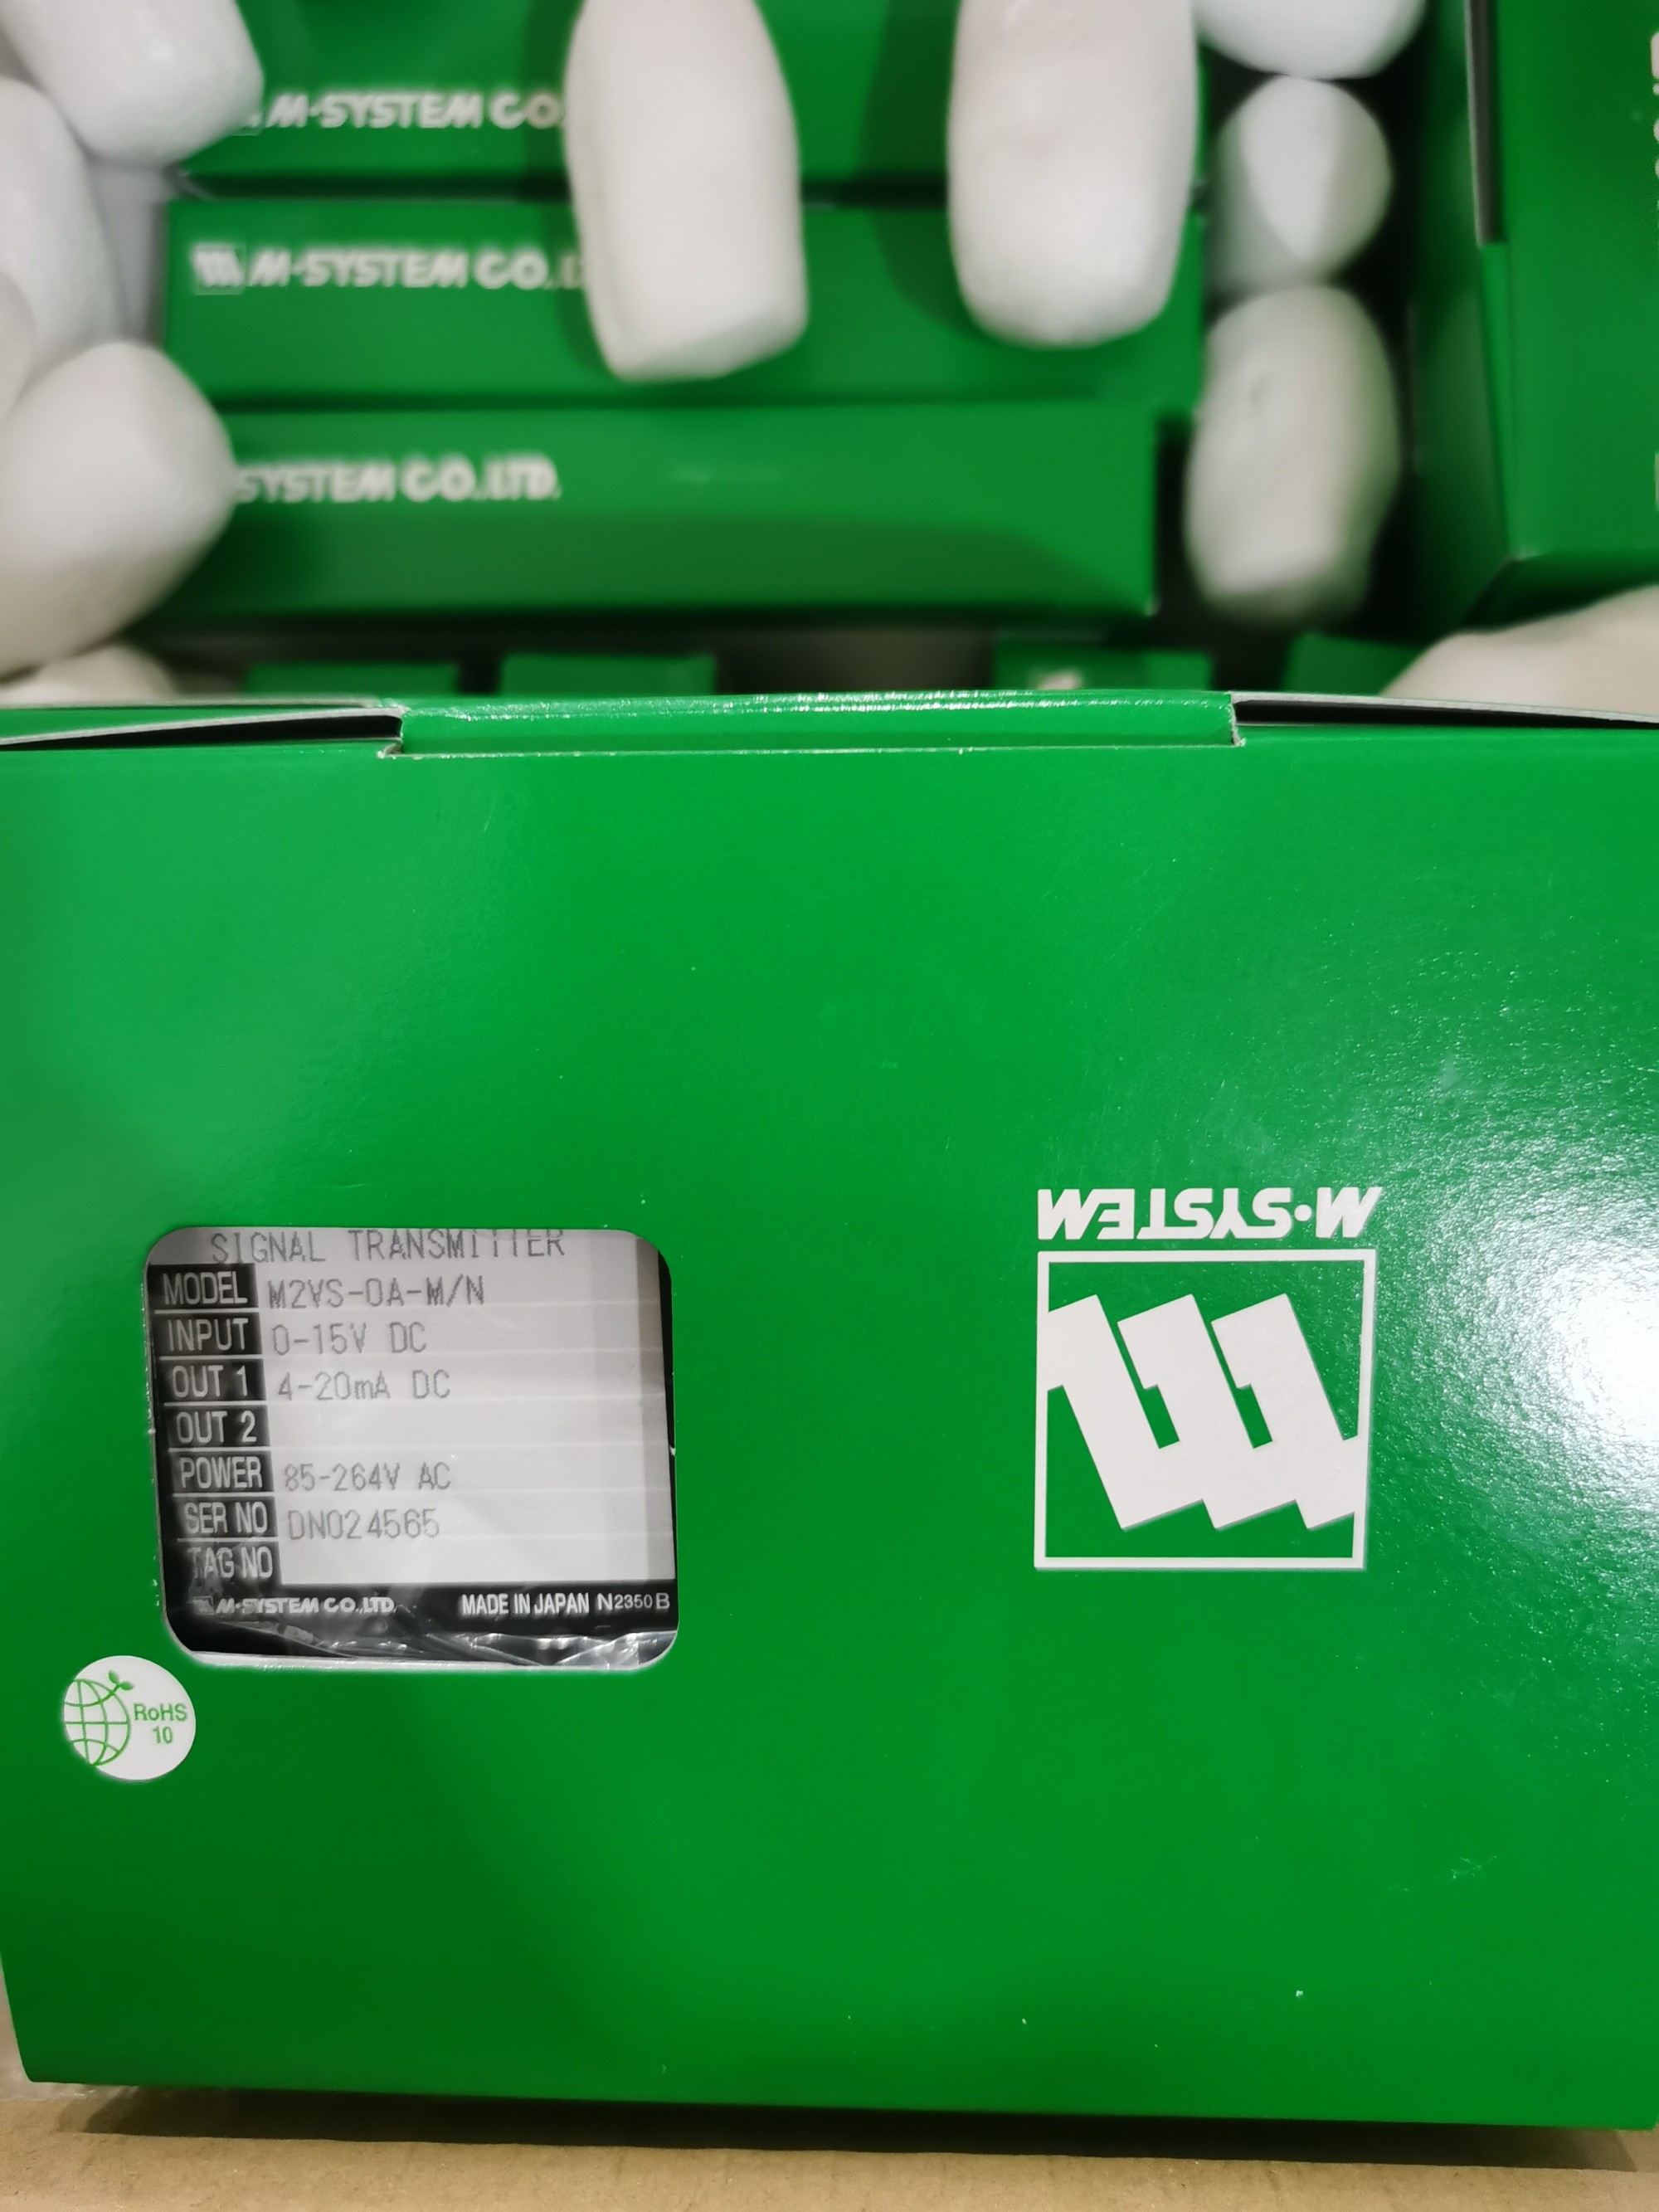 M-SYSTEM CO.
M-SYSTEM CO.,L
SYSTEM CO.,LTD.
M•SYSTEM
SIGNAL TRANSMITTER
MODEL M2VS-0A-M/N
INPUT 0-15V DC
OUT 1 4-20mA DC
OUT 2
POWER 85-264V AC
SER NO DN024565
TAG NO
M-SYSTEM CO.,LTD. MADE IN JAPAN N2350B
RoHS
10